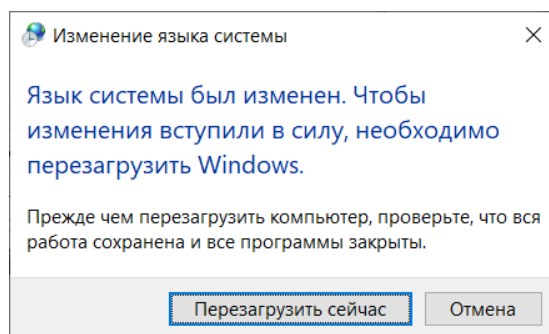 Изменение языка системы
Язык системы был изменен. Чтобы
изменения вступили в силу, необходимо
перезагрузить Windows.
Прежде чем перезагрузить компьютер, проверьте, что вся
работа сохранена и все программы закрыты.
Перезагрузить сейчас
Отмена